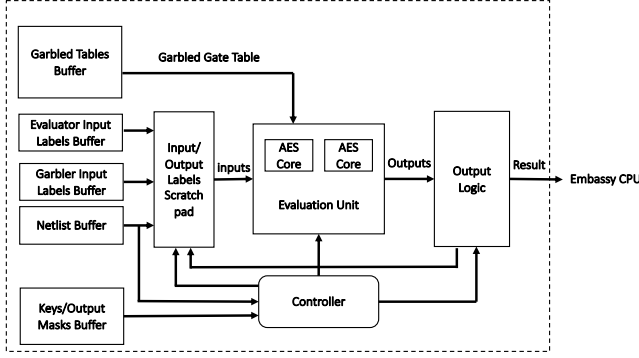 Garbled Tables
Buffer
Garbled Gate Table
Evaluator Input
Labels Buffer
Garbler Input
Labels Buffer
Netlist Buffer
Keys/Output
Masks Buffer
Input/
Output
Labels
Scratch
pad
inputs
AES
Core
AES
Core
Evaluation Unit
Outputs
Output
Logic
Result
Embassy CPU
Controller